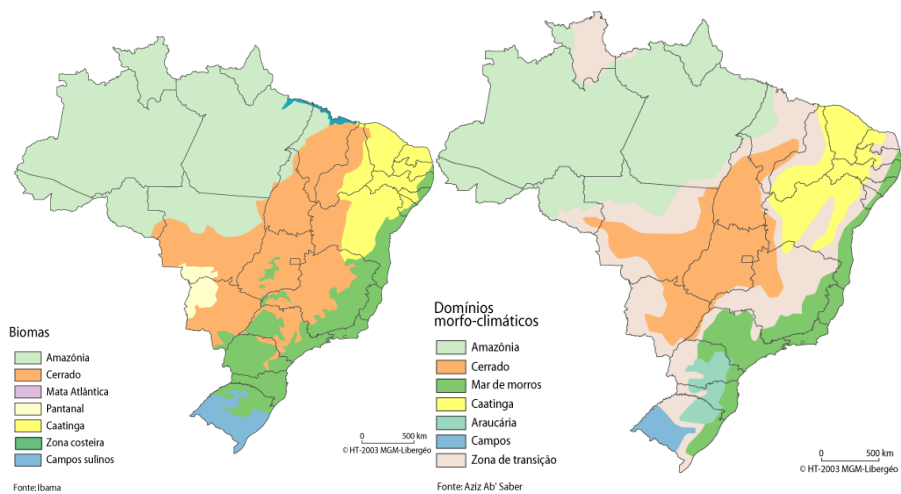 Biomas
Amazônia
Cerrado
Mata Atlântica
Pantanal
Caatinga
Zona costeira
Campos sulinos
Fonte: Ibama
0 500 km
© HT-2003 MGM-Libergéo
Domínios
morfo-climáticos
Amazônia
Cerrado
Mar de morros
Caatinga
Araucária
Campos
Zona de transição
Fonte: Aziz Ab' Saber
0 500 km
© HT-2003 MGM-Libergéo